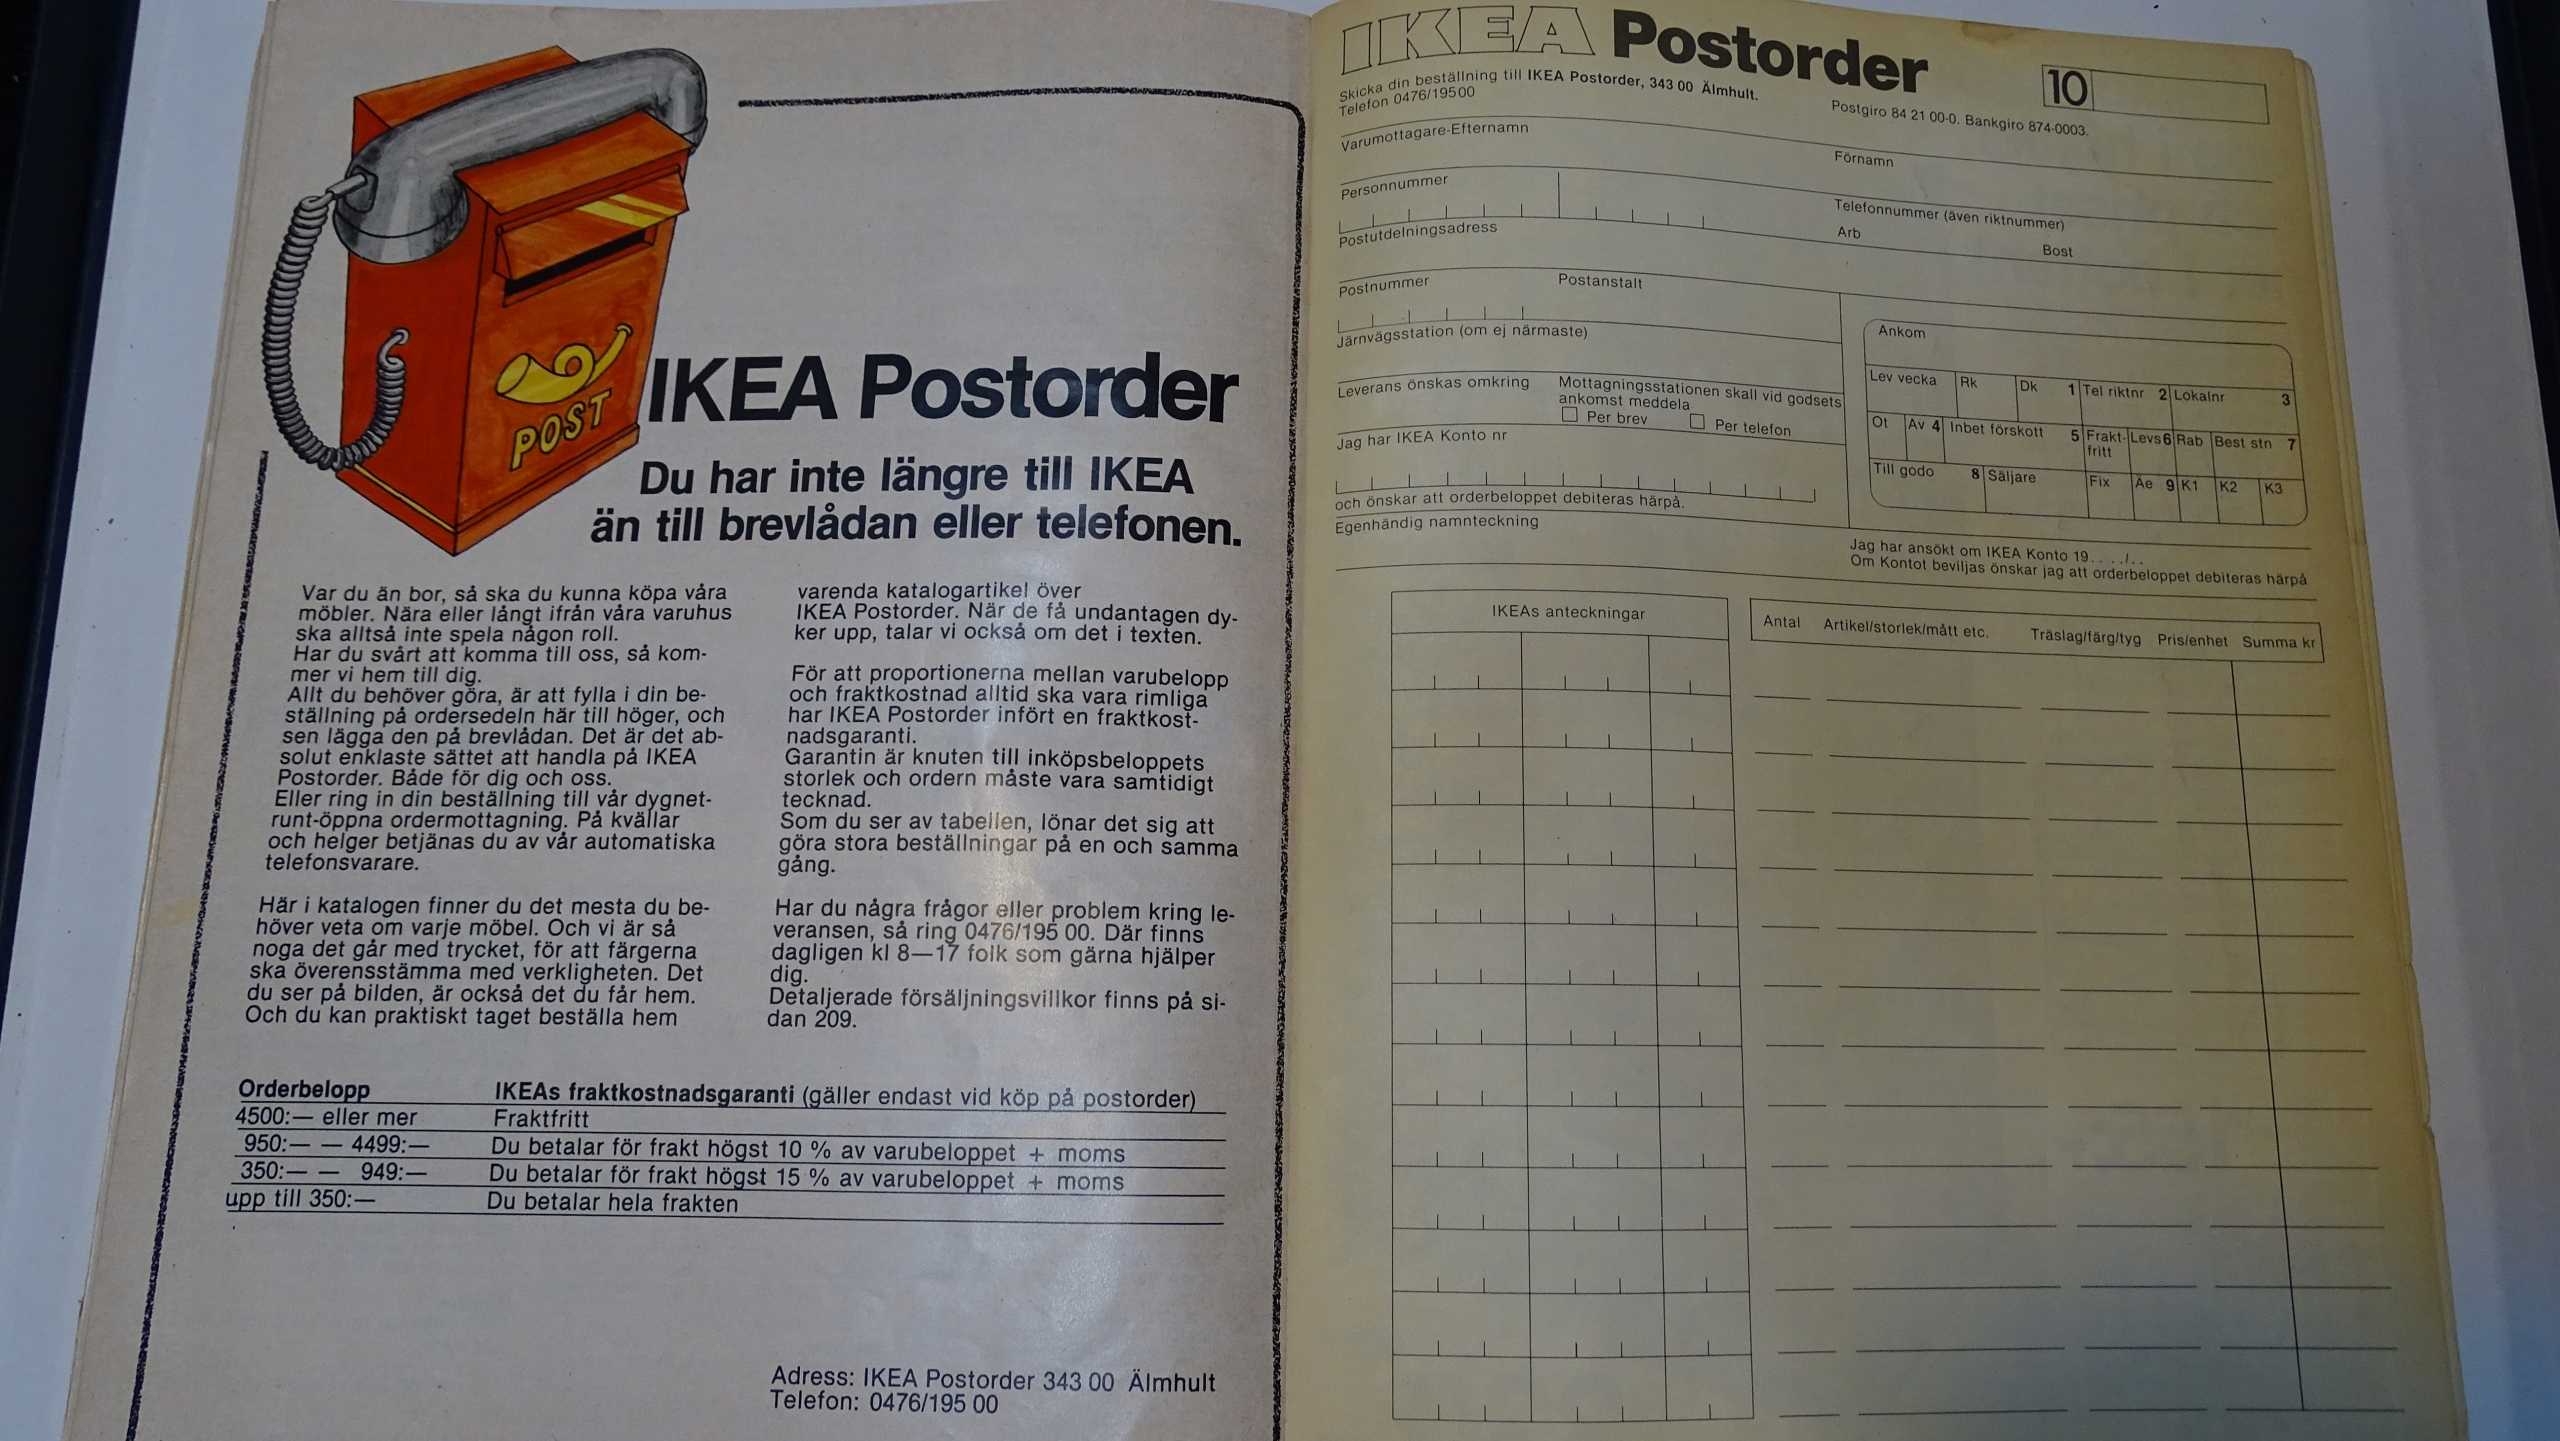 POST
IKEA Postorder
Du har inte längre till IKEA
än till brevlådan eller telefonen.
Var du än bor, så ska du kunna köpa våra
möbler. Nära eller långt ifrån våra varuhus
ska alltså inte spela någon roll.
Har du svårt att komma till oss, så kom-
mer vi hem till dig.
Allt du behöver göra, är att fylla i din be-
ställning på ordersedeln här till höger, och
sen lägga den på brevlådan. Det är det ab-
solut enklaste sättet att handla på IKEA
Postorder. Både för dig och oss.
Eller ring in din beställning till vår dygnet-
runt-öppna ordermottagning. På kvällar
och helger betjänas du av vår automatiska
telefonsvarare.
Här i katalogen finner du det mesta du be-
höver veta om varje möbel. Och vi är så
noga det går med trycket, för att färgerna
ska överensstämma med verkligheten. Det
du ser på bilden, är också det du får hem.
Och du kan praktiskt taget beställa hem
varenda katalogartikel över
IKEA Postorder. När de få undantagen dy-
ker upp, talar vi också om det i texten.
För att proportionerna mellan varubelopp
och fraktkostnad alltid ska vara rimliga
har IKEA Postorder infört en fraktkost-
nadsgaranti.
Garantin är knuten till inköpsbeloppets
storlek och ordern måste vara samtidigt
tecknad.
Som du ser av tabellen, lönar det sig att
göra stora beställningar på en och samma
gång.
Har du några frågor eller problem kring le-
veransen, så ring 0476/195 00. Där finns
dagligen kl 8—17 folk som gärna hjälper
dig.
Detaljerade försäljningsvillkor finns på si-
dan 209.
Orderbelopp IKEAs fraktkostnadsgaranti (gäller endast vid köp på postorder)
4500:— eller mer Fraktfritt
950:— — 4499:— Du betalar för frakt högst 10 % av varubeloppet + moms
350:— — 949:— Du betalar för frakt högst 15 % av varubeloppet + moms
upp till 350:— Du betalar hela frakten
Adress: IKEA Postorder 343 00 Älmhult
Telefon: 0476/195 00
IKEA Postorder
10
Skicka din beställning till IKEA Postorder, 343 00 Älmhult.
Telefon 0476/19500 Postgiro 84 21 00-0. Bankgiro 874-0003.
Varumottagare-Efternamn Förnamn
Personnummer Telefonnummer (även riktnummer)
Postutdelningsadress Arb Bost
Postnummer Postanstalt
Järnvägsstation (om ej närmaste)
Leverans önskas omkring Mottagningsstationen skall vid godsets
ankomst meddela
Per brev Per telefon
Jag har IKEA Konto nr
och önskar att orderbeloppet debiteras härpå.
Egenhändig namnteckning
Ankom
Lev vecka Rk Dk 1 Tel riktnr 2 Lokalnr 3
Ot Av 4 Inbet förskott 5 Frakt- Levs 6 Rab Best stn 7
fritt
Till godo 8 Säljare Fix Ae 9 K1 K2 K3
Jag har ansökt om IKEA Konto 19. . . ./. .
Om Kontot beviljas önskar jag att orderbeloppet debiteras härpå
IKEAs anteckningar
Antal Artikel/storlek/mått etc. Träslag/färg/tyg Pris/enhet Summa kr